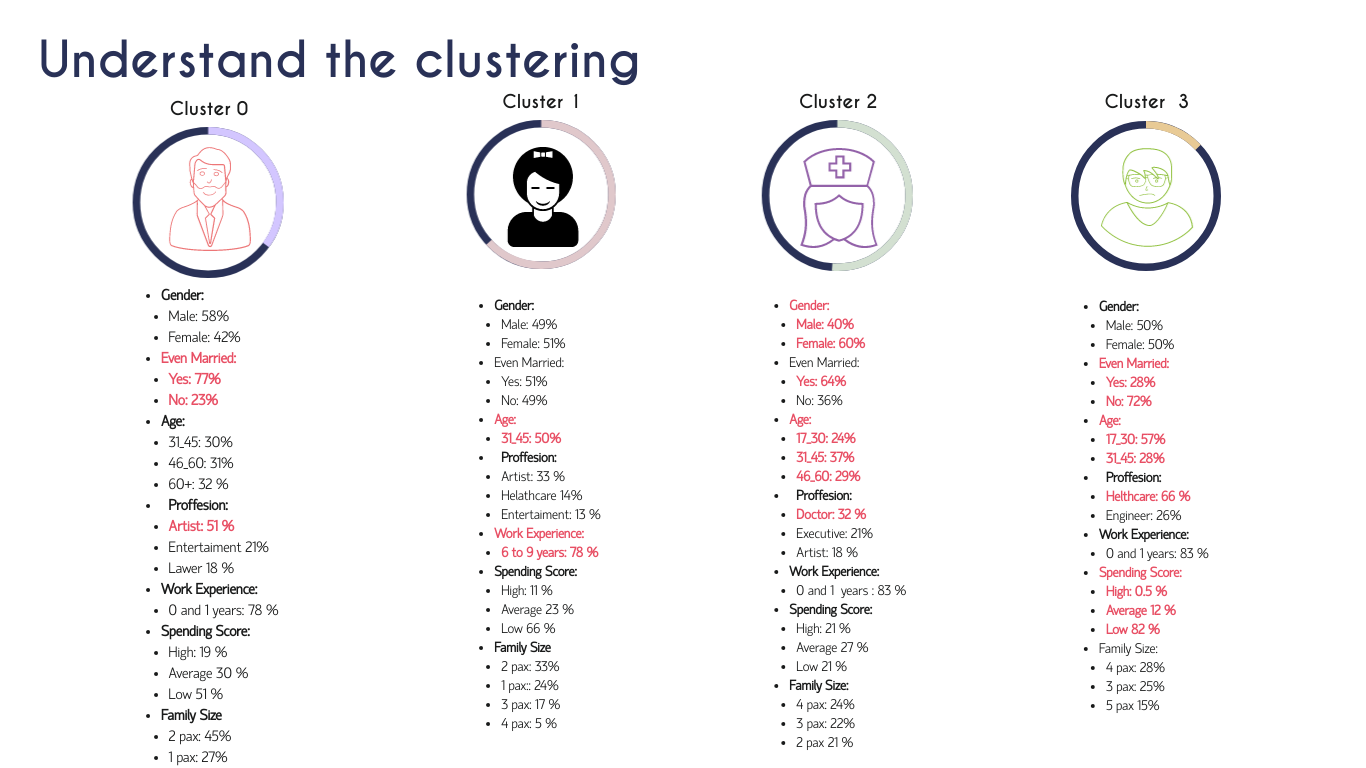 Understand the clustering
Cluster 0
Gender:
Male: 58%
Female: 42%
Even Married:
Yes: 77%
No: 23%
Age:
31_45: 30%
46_60: 31%
60+: 32 %
Proffesion:
Artist: 51 %
Entertaiment 21%
Lawer 18 %
Work Experience:
0 and 1 years: 78 %
Spending Score:
High: 19 %
Average 30 %
Low 51 %
Family Size
2 pax: 45%
1 pax: 27%
Cluster 1
Gender:
Male: 49%
Female: 51%
Even Married:
Yes: 51%
No: 49%
Age:
31_45: 50%
Proffesion:
Artist: 33 %
Helathcare 14%
Entertaiment: 13 %
Work Experience:
6 to 9 years: 78 %
Spending Score:
High: 11 %
Average 23 %
Low 66 %
Family Size
2 pax: 33%
1 pax:: 24%
3 pax: 17 %
4 pax: 5 %
Cluster 2
Gender:
Male: 40%
Female: 60%
Even Married:
Yes: 64%
No: 36%
Age:
17_30: 24%
31_45: 37%
46_60: 29%
Proffesion:
Doctor: 32 %
Executive: 21%
Artist: 18 %
Work Experience:
0 and 1 years : 83 %
Spending Score:
High: 21 %
Average 27 %
Low 21 %
Family Size:
4 pax: 24%
3 pax: 22%
2 pax 21 %
Cluster 3
Gender:
Male: 50%
Female: 50%
Even Married:
Yes: 28%
No: 72%
Age:
17_30: 57%
31_45: 28%
Proffesion:
Helthcare: 66 %
Engineer: 26%
Work Experience:
0 and 1 years: 83 %
Spending Score:
High: 0.5 %
Average 12 %
Low 82 %
Family Size:
4 pax: 28%
3 pax: 25%
5 pax 15%